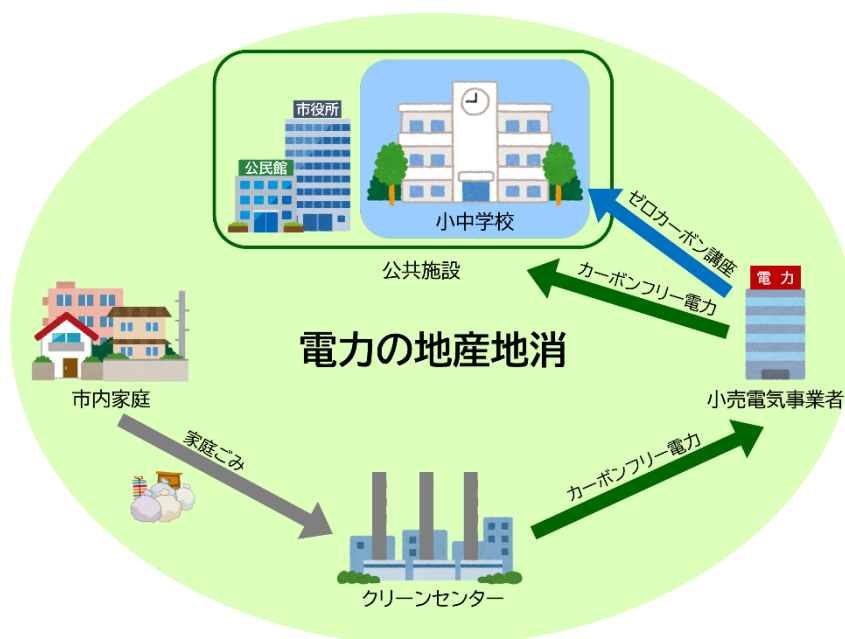 市役所
公民館
小中学校
公共施設
ゼロカーボン講座
カーボンフリー電力
電力
小売電気事業者
電力の地産地消
市内家庭
家庭ごみ
カーボンフリー電力
クリーンセンター